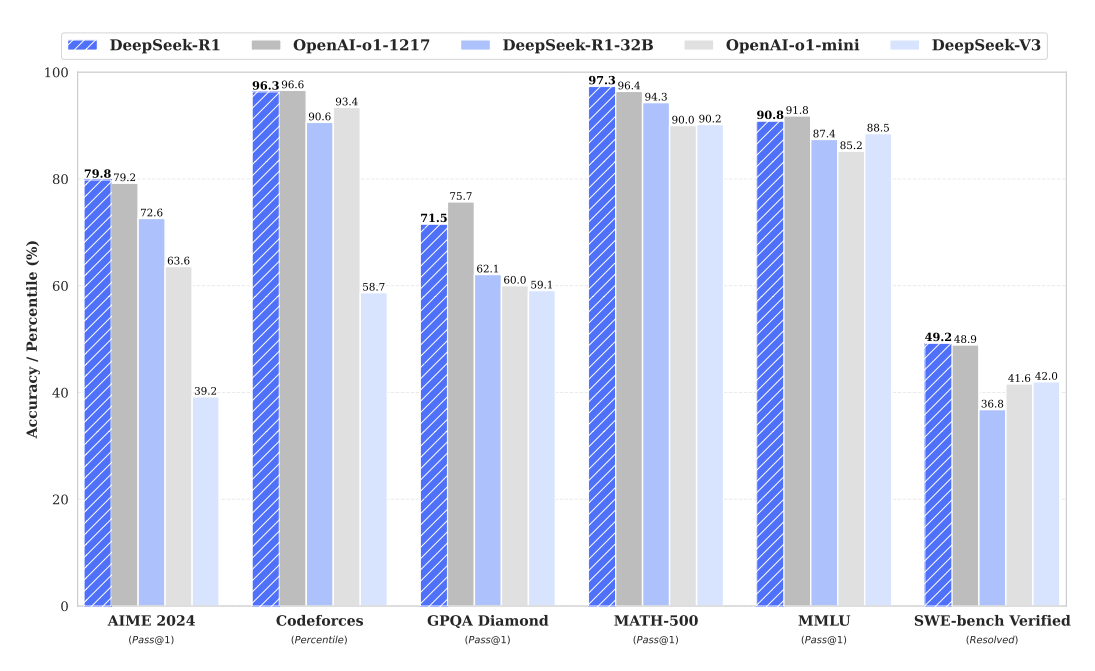 DeepSeek-R1 OpenAI-o1-1217 DeepSeek-R1-32B OpenAI-o1-mini DeepSeek-V3
Accuracy / Percentile (%)
100
80
60
40
20
0
79.8 79.2 72.6 63.6 39.2
96.3 96.6 90.6 93.4 58.7
71.5 75.7 62.1 60.0 59.1
97.3 96.4 94.3 90.0 90.2
90.8 91.8 87.4 85.2 88.5
49.2 48.9 36.8 41.6 42.0
AIME 2024 Codeforces GPQA Diamond MATH-500 MMLU SWE-bench Verified
(Pass@1) (Percentile) (Pass@1) (Pass@1) (Pass@1) (Resolved)